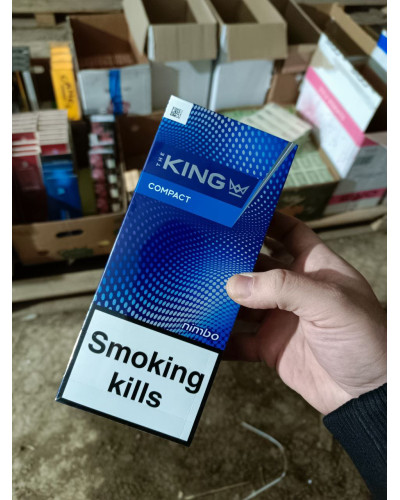 THE KING
COMPACT
nimbo
Smoking
kills